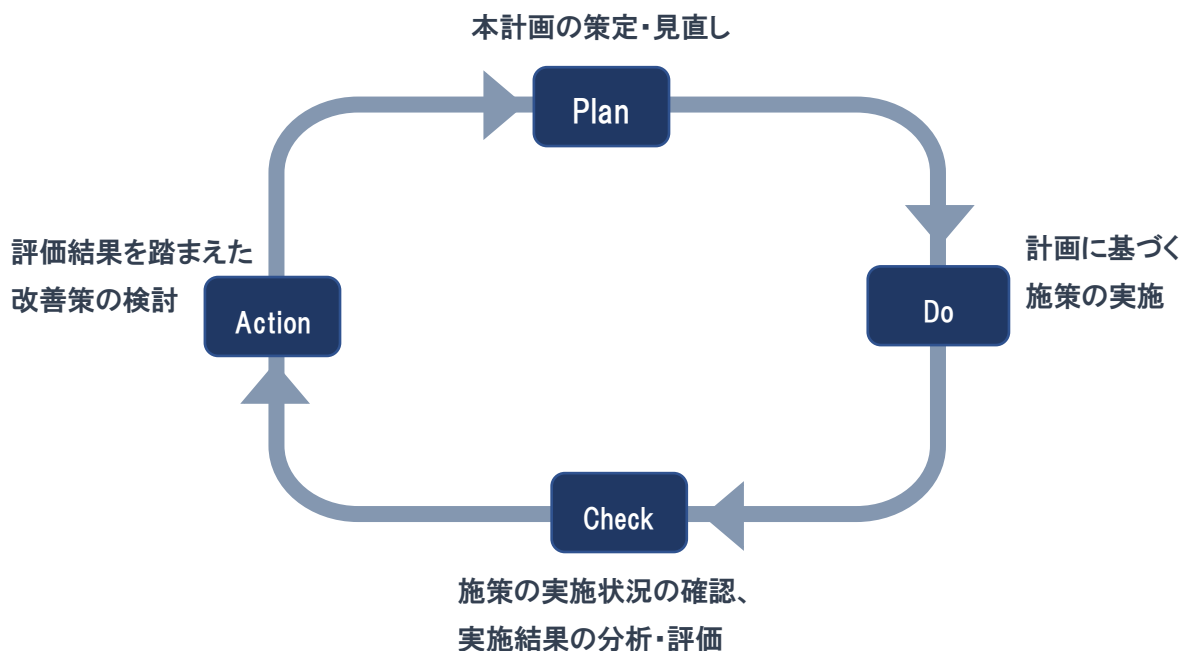 本計画の策定・見直し
Plan
計画に基づく
施策の実施
Do
Check
施策の実施状況の確認、
実施結果の分析・評価
評価結果を踏まえた
改善策の検討
Action